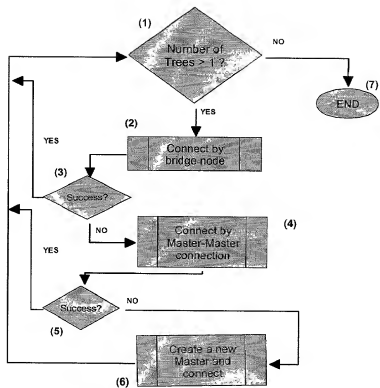 (1)
Number of
Trees > 1 ?
NO
(7)
END
YES
(2)
Connect by
bridge-node
YES
(3)
Success?
NO
(4)
Connect by
Master-Master
connection
YES
Success?
NO
(5)
Create a new
Master and
connect
(6)